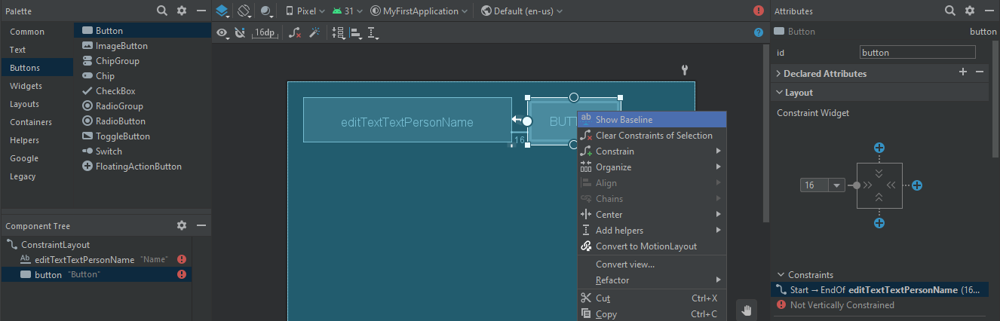 Palette
Common
Text
Buttons
Widgets
Layouts
Containers
Helpers
Google
Legacy
Button
ImageButton
ChipGroup
Chip
CheckBox
RadioGroup
RadioButton
ToggleButton
Switch
FloatingActionButton
Component Tree
ConstraintLayout
Ab editTextTextPersonName "Name"
button "Button"
Pixel 31 MyFirstApplication Default (en-us)
16dp
editTextTextPersonName
16
BUT
ab Show Baseline
Clear Constraints of Selection
Constrain
Organize
Align
Chains
Center
Add helpers
Convert to MotionLayout
Convert view...
Refactor
Cut Ctrl+X
Copy Ctrl+C
Attributes
Button button
id button
Declared Attributes
Layout
Constraint Widget
16
Constraints
Start → EndOf editTextTextPersonName (16...
Not Vertically Constrained